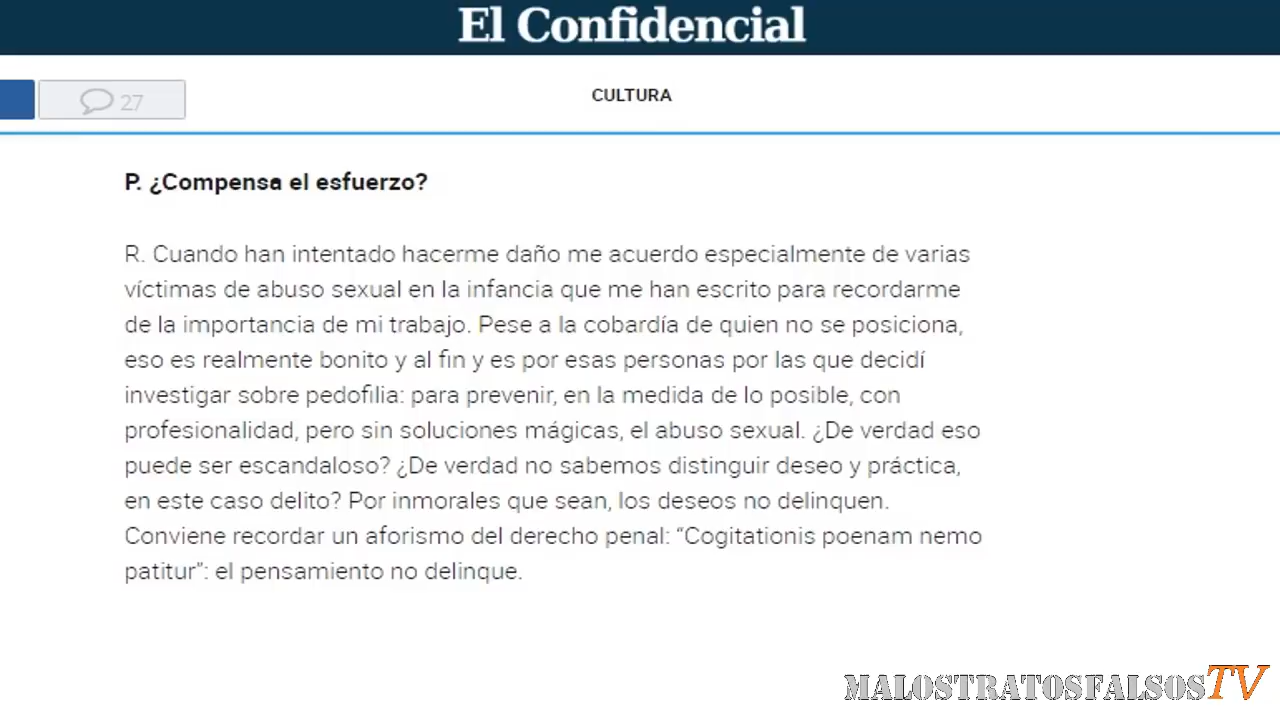 El Confidencial
27
CULTURA
P. ¿Compensa el esfuerzo?
R. Cuando han intentado hacerme daño me acuerdo especialmente de varias
víctimas de abuso sexual en la infancia que me han escrito para recordarme
de la importancia de mi trabajo. Pese a la cobardía de quien no se posiciona,
eso es realmente bonito y al fin y es por esas personas por las que decidí
investigar sobre pedofilia: para prevenir, en la medida de lo posible, con
profesionalidad, pero sin soluciones mágicas, el abuso sexual. ¿De verdad eso
puede ser escandaloso? ¿De verdad no sabemos distinguir deseo y práctica,
en este caso delito? Por inmorales que sean, los deseos no delinquen.
Conviene recordar un aforismo del derecho penal: “Cogitationis poenam nemo
patitur”: el pensamiento no delinque.
MALOSTRATOSFALSOSTV